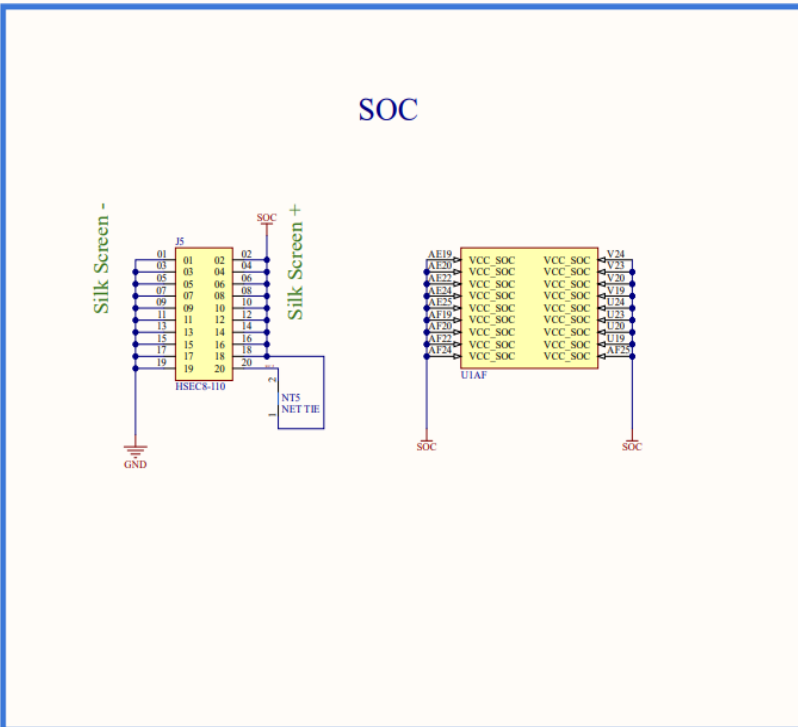 SOC
Silk Screen -
Silk Screen +
SOC
J5
01 01 02 02
03 03 04 04
05 05 06 06
07 07 08 08
09 09 10 10
11 11 12 12
13 13 14 14
15 15 16 16
17 17 18 18
19 19 20 20
HSEC8-110
2
NT5
NET TIE
1
GND
AE19 VCC_SOC VCC_SOC V24
AE20 VCC_SOC VCC_SOC V23
AE22 VCC_SOC VCC_SOC V20
AE24 VCC_SOC VCC_SOC V19
AE25 VCC_SOC VCC_SOC U24
AF19 VCC_SOC VCC_SOC U23
AF20 VCC_SOC VCC_SOC U20
AF22 VCC_SOC VCC_SOC U19
AF24 VCC_SOC VCC_SOC AF25
U1AF
SOC
SOC